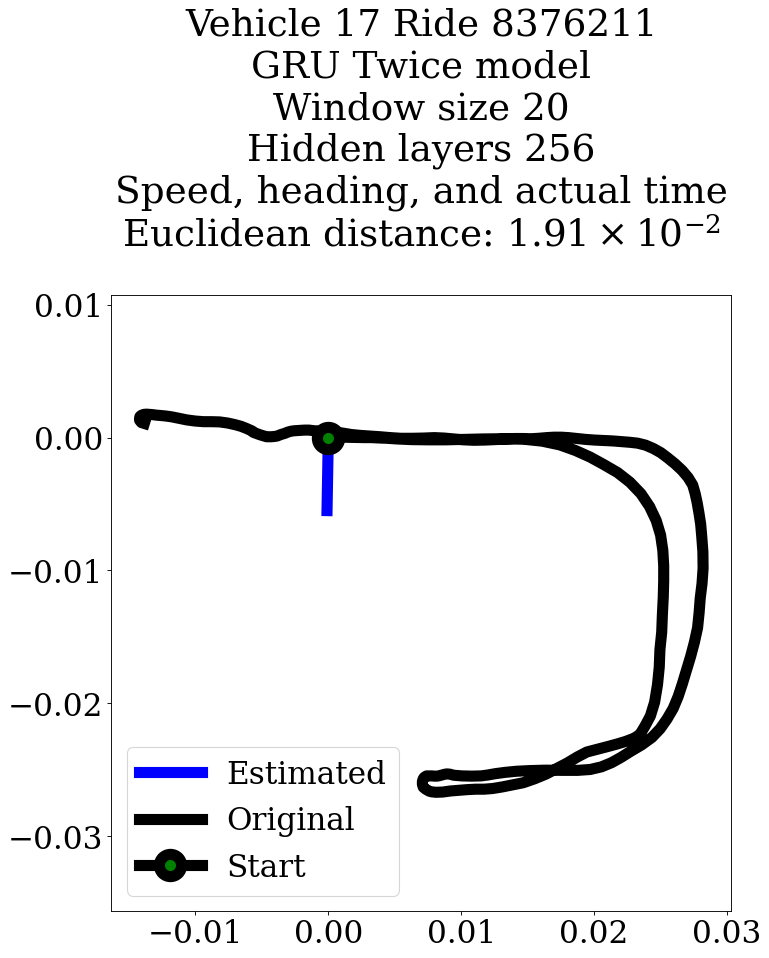 Vehicle 17 Ride 8376211
GRU Twice model
Window size 20
Hidden layers 256
Speed, heading, and actual time
Euclidean distance: 1.91 × 10⁻²
0.01
0.00
−0.01
−0.02
−0.03
Estimated
Original
Start
−0.01 0.00 0.01 0.02 0.03